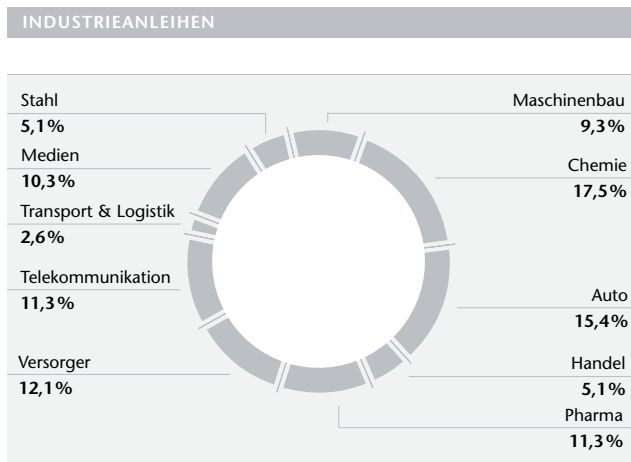 INDUSTRIEANLEIHEN
Stahl
5,1%
Medien
10,3%
Transport & Logistik
2,6%
Telekommunikation
11,3%
Versorger
12,1%
Maschinenbau
9,3%
Chemie
17,5%
Auto
15,4%
Handel
5,1%
Pharma
11,3%